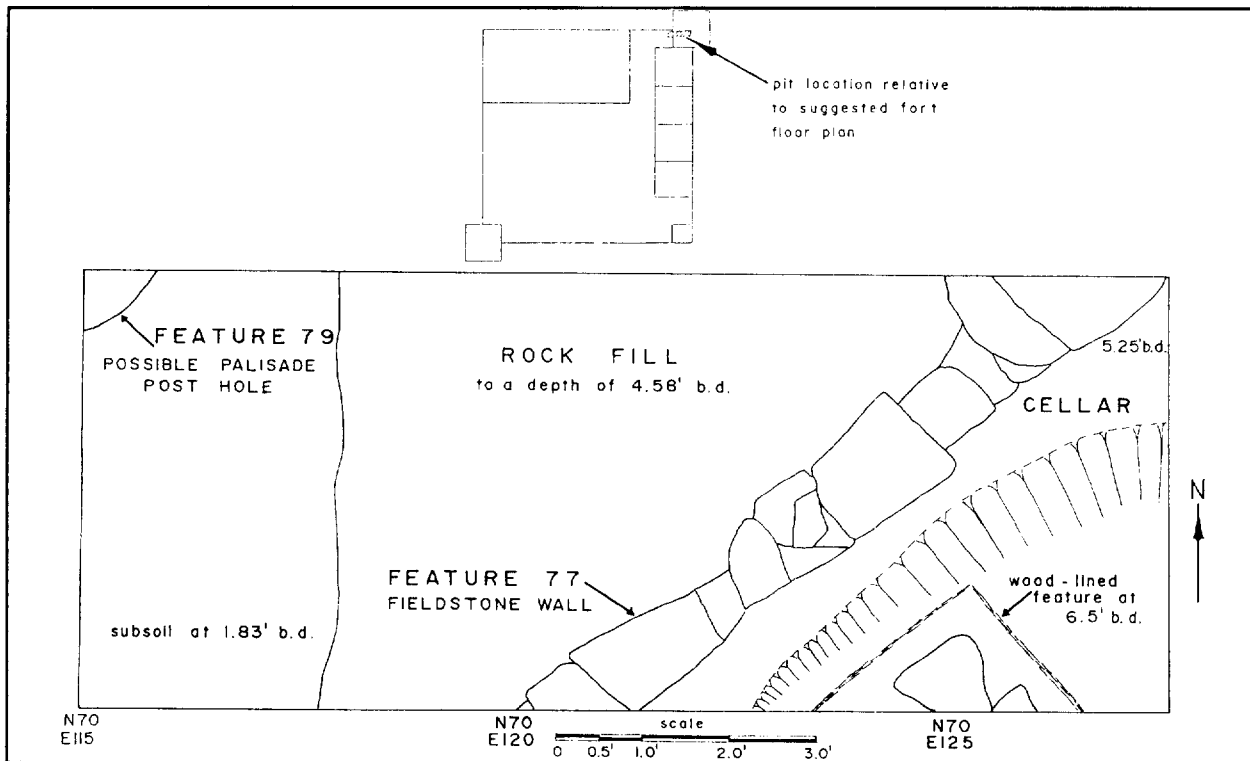 pit location relative
to suggested fort
floor plan
FEATURE 79
POSSIBLE PALISADE
POST HOLE
ROCK FILL
to a depth of 4.58' b.d.
5.25' b.d.
CELLAR
N
FEATURE 77
FIELDSTONE WALL
wood-lined
feature at
6.5' b.d.
subsoil at 1.83' b.d.
N70
E115
N70
E120
scale
0 0.5' 1.0' 2.0' 3.0'
N70
E125